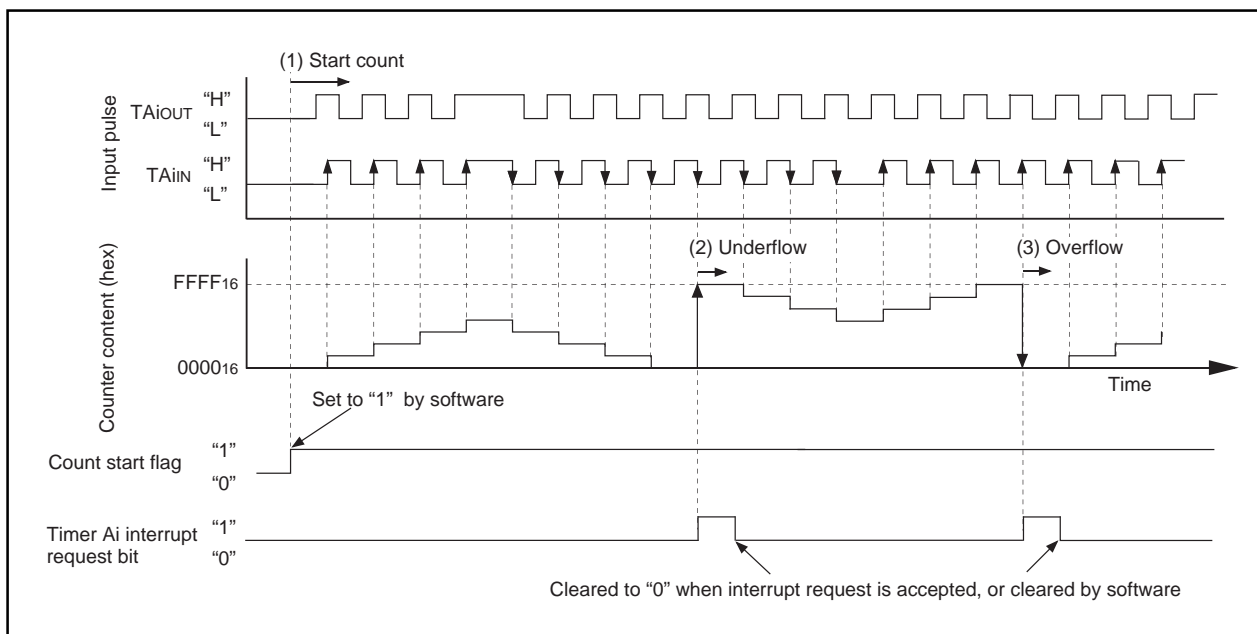 (1) Start count
Input pulse
TAiOUT
“H”
“L”
TAiIN
“H”
“L”
Counter content (hex)
(2) Underflow
(3) Overflow
FFFF16
000016
Time
Set to “1” by software
Count start flag
“1”
“0”
Timer Ai interrupt
request bit
“1”
“0”
Cleared to “0” when interrupt request is accepted, or cleared by software